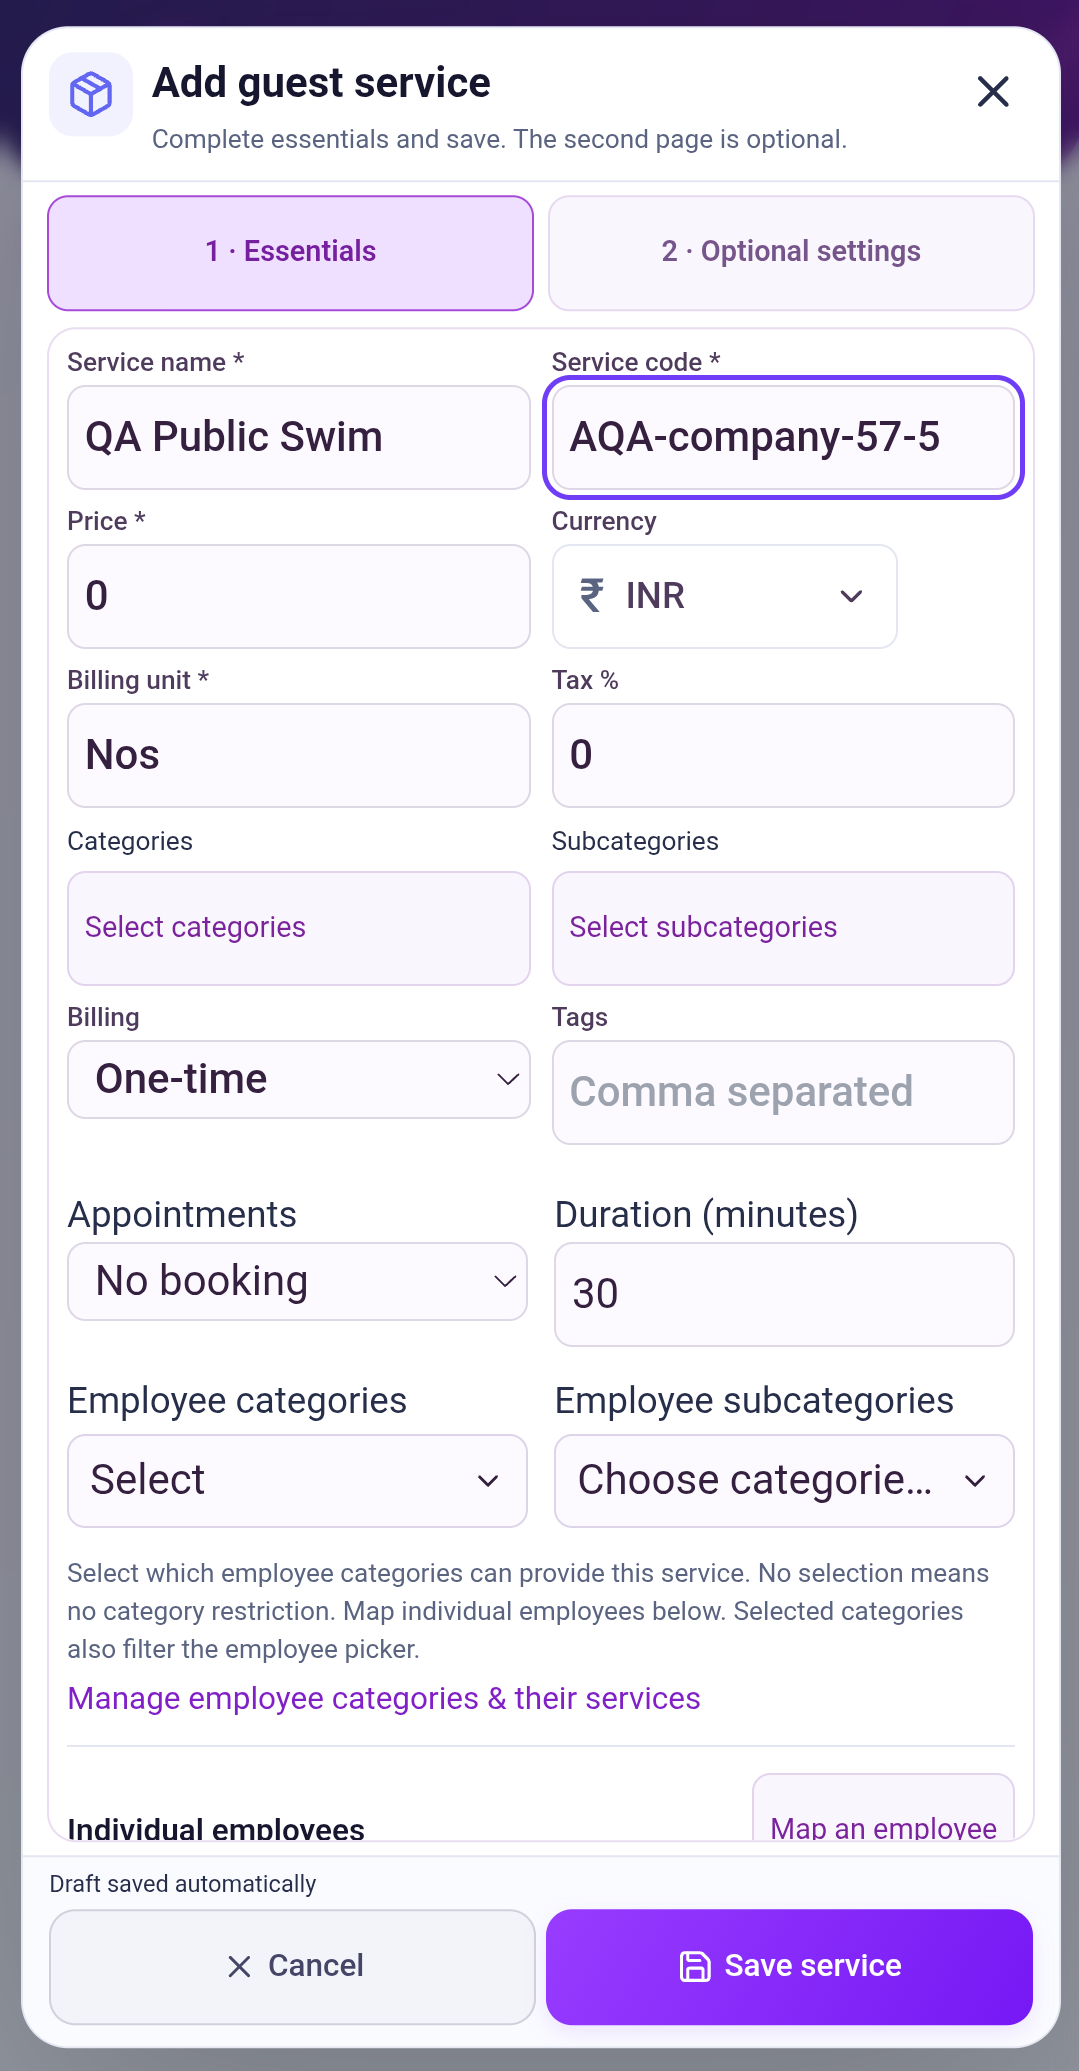 Add guest service
Complete essentials and save. The second page is optional.
1 · Essentials
2 · Optional settings
Service name *
Service code *
QA Public Swim
AQA-company-57-5
Price *
Currency
0
₹ INR
Billing unit *
Tax %
Nos
0
Categories
Subcategories
Select categories
Select subcategories
Billing
Tags
One-time
Comma separated
Appointments
Duration (minutes)
No booking
30
Employee categories
Employee subcategories
Select
Choose categorie...
Select which employee categories can provide this service. No selection means
no category restriction. Map individual employees below. Selected categories
also filter the employee picker.
Manage employee categories & their services
Individual employees
Map an employee
Draft saved automatically
Cancel
Save service